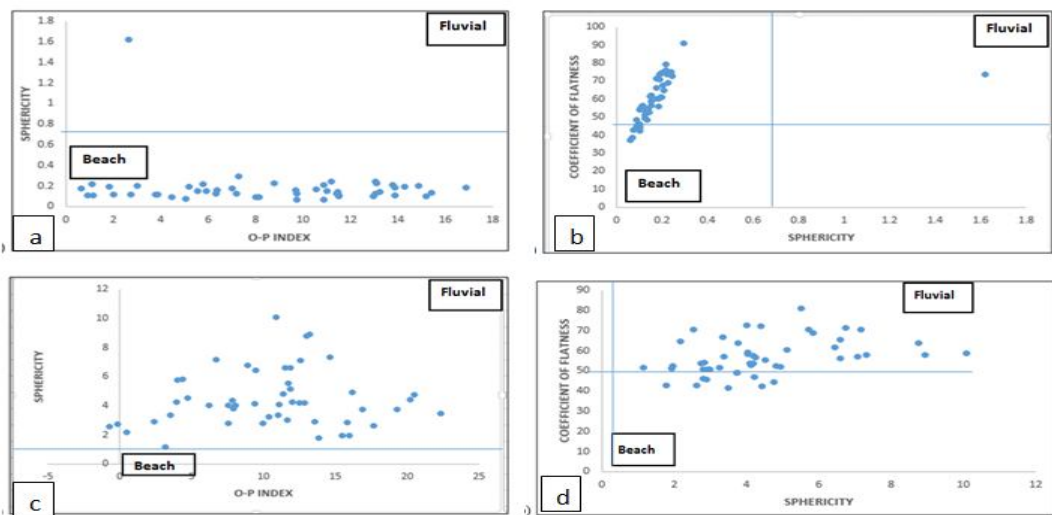 Fluvial
SPHERICITY
1.8
1.6
1.4
1.2
1
0.8
0.6
0.4
0.2
0
Beach
0 2 4 6 8 10 12 14 16 18
O-P INDEX
a
Fluvial
COEFFICIENT OF FLATNESS
100
90
80
70
60
50
40
30
20
10
0
Beach
0 0.2 0.4 0.6 0.8 1 1.2 1.4 1.6 1.8
SPHERICITY
b
Fluvial
SPHERICITY
12
10
8
6
4
2
0
Beach
-5 0 5 10 15 20 25
O-P INDEX
c
Fluvial
COEFFICIENT OF FLATNESS
90
80
70
60
50
40
30
20
10
0
Beach
0 2 4 6 8 10 12
SPHERICITY
d